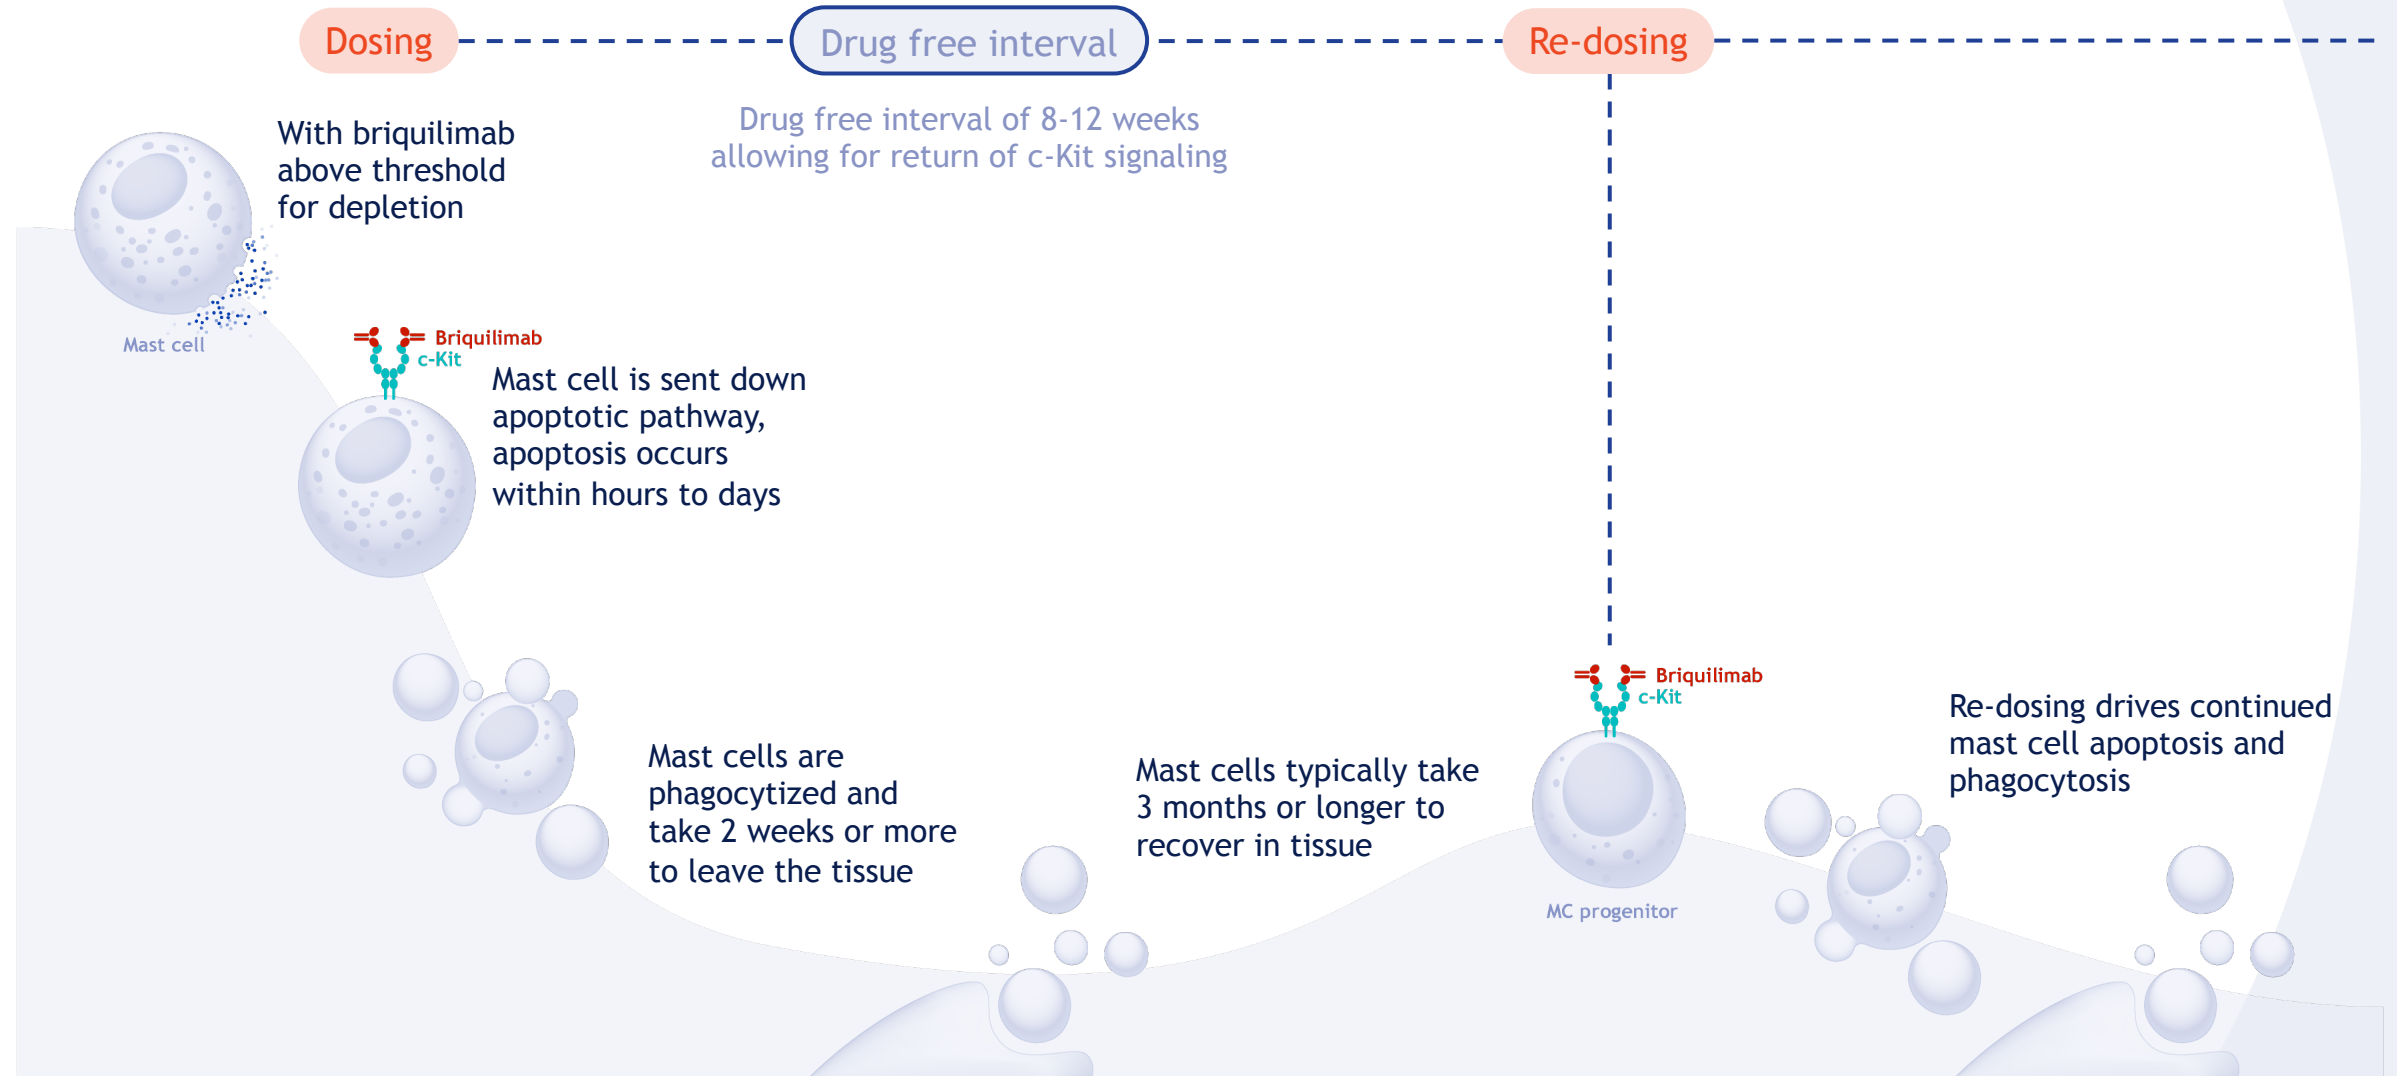 Dosing
Drug free interval
Re-dosing
Drug free interval of 8-12 weeks
allowing for return of c-Kit signaling
With briquilimab
above threshold
for depletion
Mast cell
Briquilimab
c-Kit
Mast cell is sent down
apoptotic pathway,
apoptosis occurs
within hours to days
Mast cells are
phagocytized and
take 2 weeks or more
to leave the tissue
Mast cells typically take
3 months or longer to
recover in tissue
Briquilimab
c-Kit
MC progenitor
Re-dosing drives continued
mast cell apoptosis and
phagocytosis